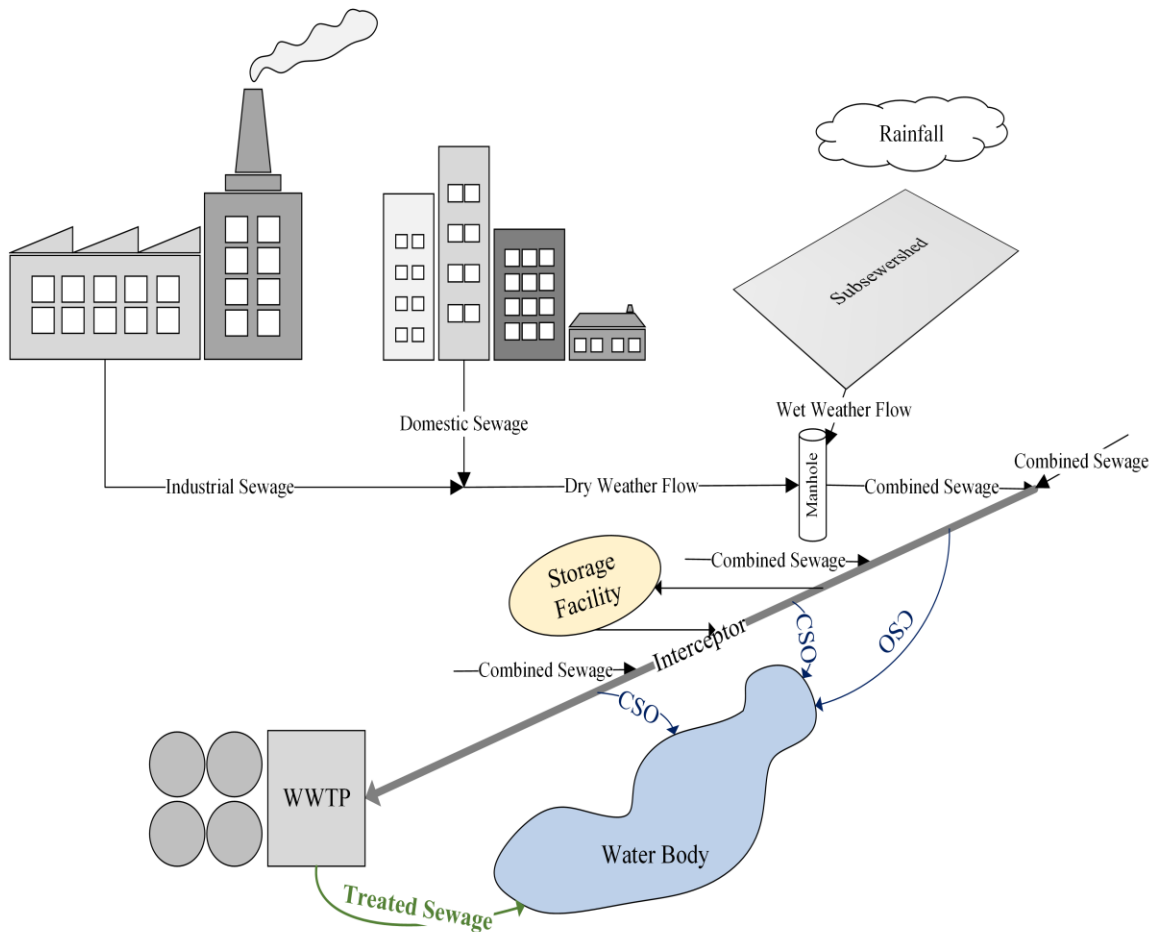 Rainfall
Subsewershed
Wet Weather Flow
Domestic Sewage
Combined Sewage
Industrial Sewage
Dry Weather Flow
Manhole
Combined Sewage
Combined Sewage
Storage
Facility
CSO
CSO
Interceptor
Combined Sewage
CSO
WWTP
Water Body
Treated Sewage